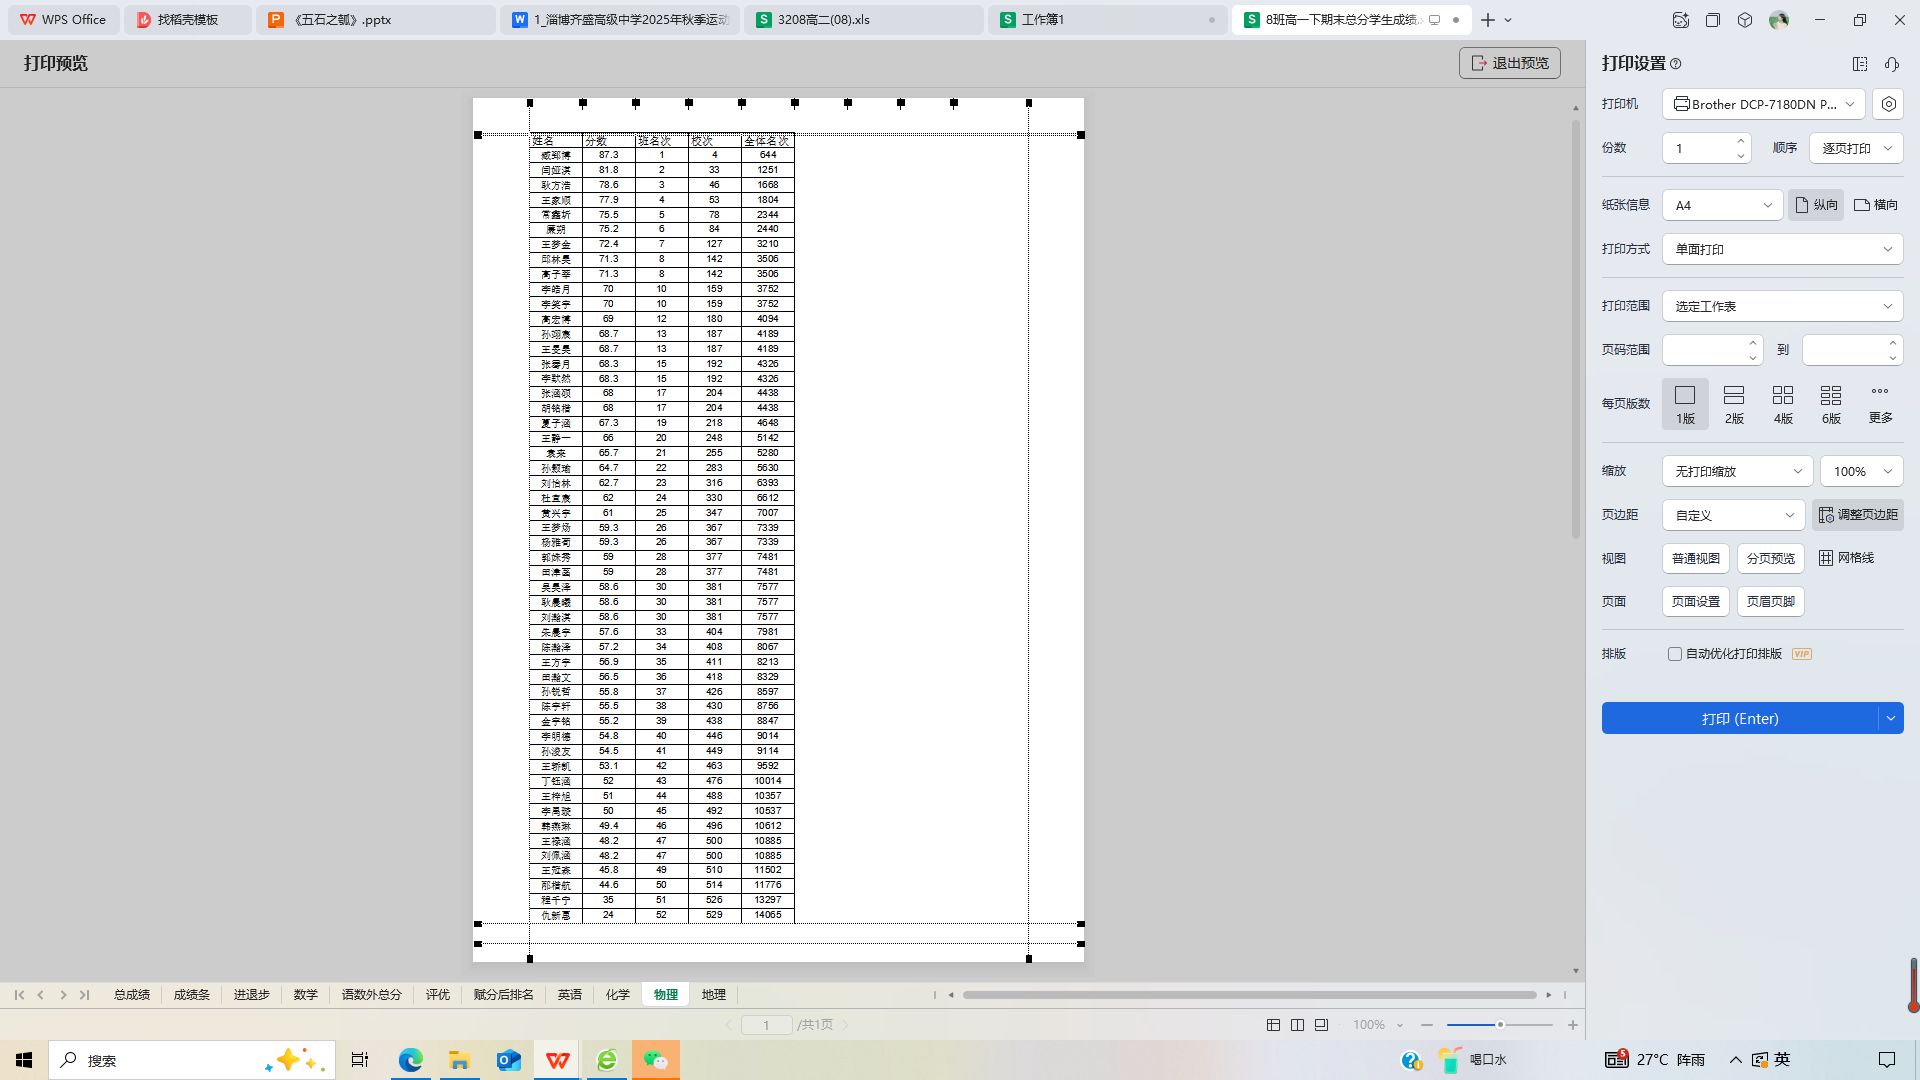 WPS Office
找稻壳模板
《五石之瓠》.pptx
1_淄博齐盛高级中学2025年秋季运动
3208高二(08).xls
工作簿1
8班高一下期末总分学生成绩.
打印预览
退出预览
姓名 分数 班名次 校次 全体名次
臧郅博 87.3 1 4 644
闫娅淇 81.8 2 33 1251
耿方浩 78.6 3 46 1668
王家顺 77.9 4 53 1804
常鑫圻 75.5 5 78 2344
廉朔 75.2 6 84 2440
王梦金 72.4 7 127 3210
邱林昊 71.3 8 142 3506
高子莘 71.3 8 142 3506
李皓月 70 10 159 3752
李奕宇 70 10 159 3752
高宏博 69 12 180 4094
孙翊宸 68.7 13 187 4189
王旻昊 68.7 13 187 4189
张馨月 68.3 15 192 4326
李默然 68.3 15 192 4326
张涵硕 68 17 204 4438
胡铭楷 68 17 204 4438
夏子涵 67.3 19 218 4648
王静一 66 20 248 5142
袁来 65.7 21 255 5280
孙颢瑜 64.7 22 283 5630
刘怡林 62.7 23 316 6393
杜宜宸 62 24 330 6612
黄兴宇 61 25 347 7007
王梦炀 59.3 26 367 7339
杨雅萄 59.3 26 367 7339
郭姝秀 59 28 377 7481
田津菡 59 28 377 7481
吴昊泽 58.6 30 381 7577
耿晨曦 58.6 30 381 7577
刘瀚淇 58.6 30 381 7577
朱晨宇 57.6 33 404 7981
陈瀚泽 57.2 34 408 8067
王方宇 56.9 35 411 8213
田瀚文 56.5 36 418 8329
孙锐哲 55.8 37 426 8597
陈宇轩 55.5 38 430 8756
金宇铭 55.2 39 438 8847
李明德 54.8 40 446 9014
孙浚友 54.5 41 449 9114
王轿凯 53.1 42 463 9592
丁钰涵 52 43 476 10014
王梓旭 51 44 488 10357
李禹璇 50 45 492 10537
韩燕琳 49.4 46 496 10612
王禄涵 48.2 47 500 10885
刘佩涵 48.2 47 500 10885
王冠淼 45.8 49 510 11502
邴楷航 44.6 50 514 11776
程千宁 35 51 526 13297
仇新惠 24 52 529 14065
打印设置
打印机 Brother DCP-7180DN P...
份数 1 顺序 逐页打印
纸张信息 A4 纵向 横向
打印方式 单面打印
打印范围 选定工作表
页码范围 到
每页版数 1版 2版 4版 6版 更多
缩放 无打印缩放 100%
页边距 自定义 调整页边距
视图 普通视图 分页预览 网格线
页面 页面设置 页眉页脚
排版 自动优化打印排版 VIP
打印 (Enter)
总成绩 成绩条 进退步 数学 语数外总分 评优 赋分后排名 英语 化学 物理 地理
1 /共1页
100%
搜索
喝口水
27°C 阵雨
英